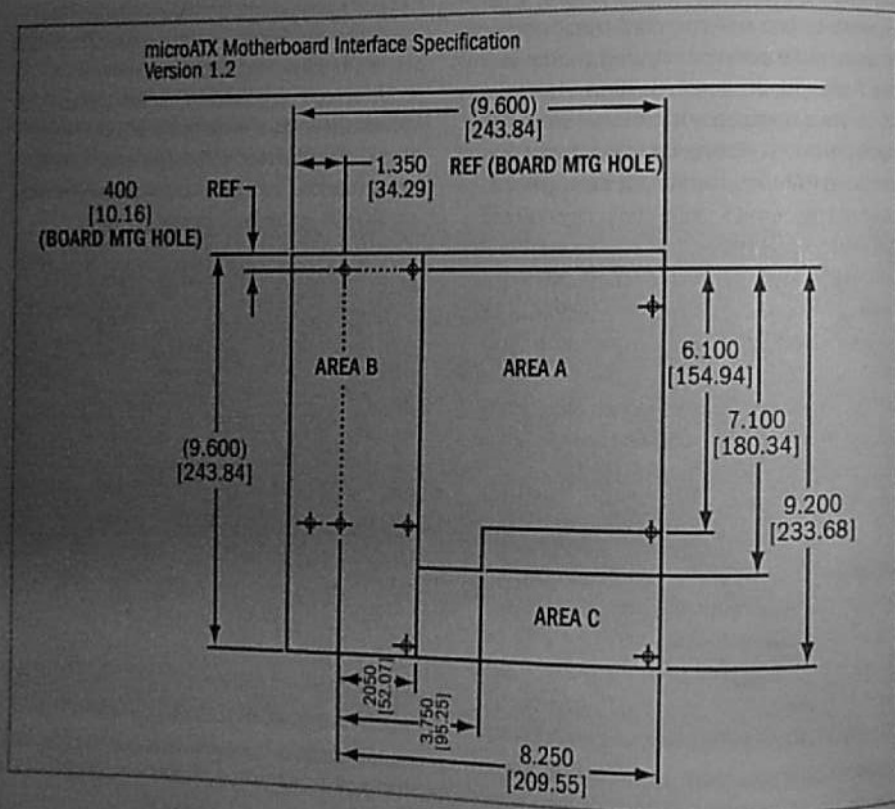 microATX Motherboard Interface Specification
Version 1.2
(9.600)
[243.84]
1.350 REF (BOARD MTG HOLE)
[34.29]
400 REF
[10.16]
(BOARD MTG HOLE)
AREA B
AREA A
6.100
[154.94]
7.100
[180.34]
(9.600)
[243.84]
9.200
[233.68]
AREA C
2050
[52.07]
3.750
[95.25]
8.250
[209.55]